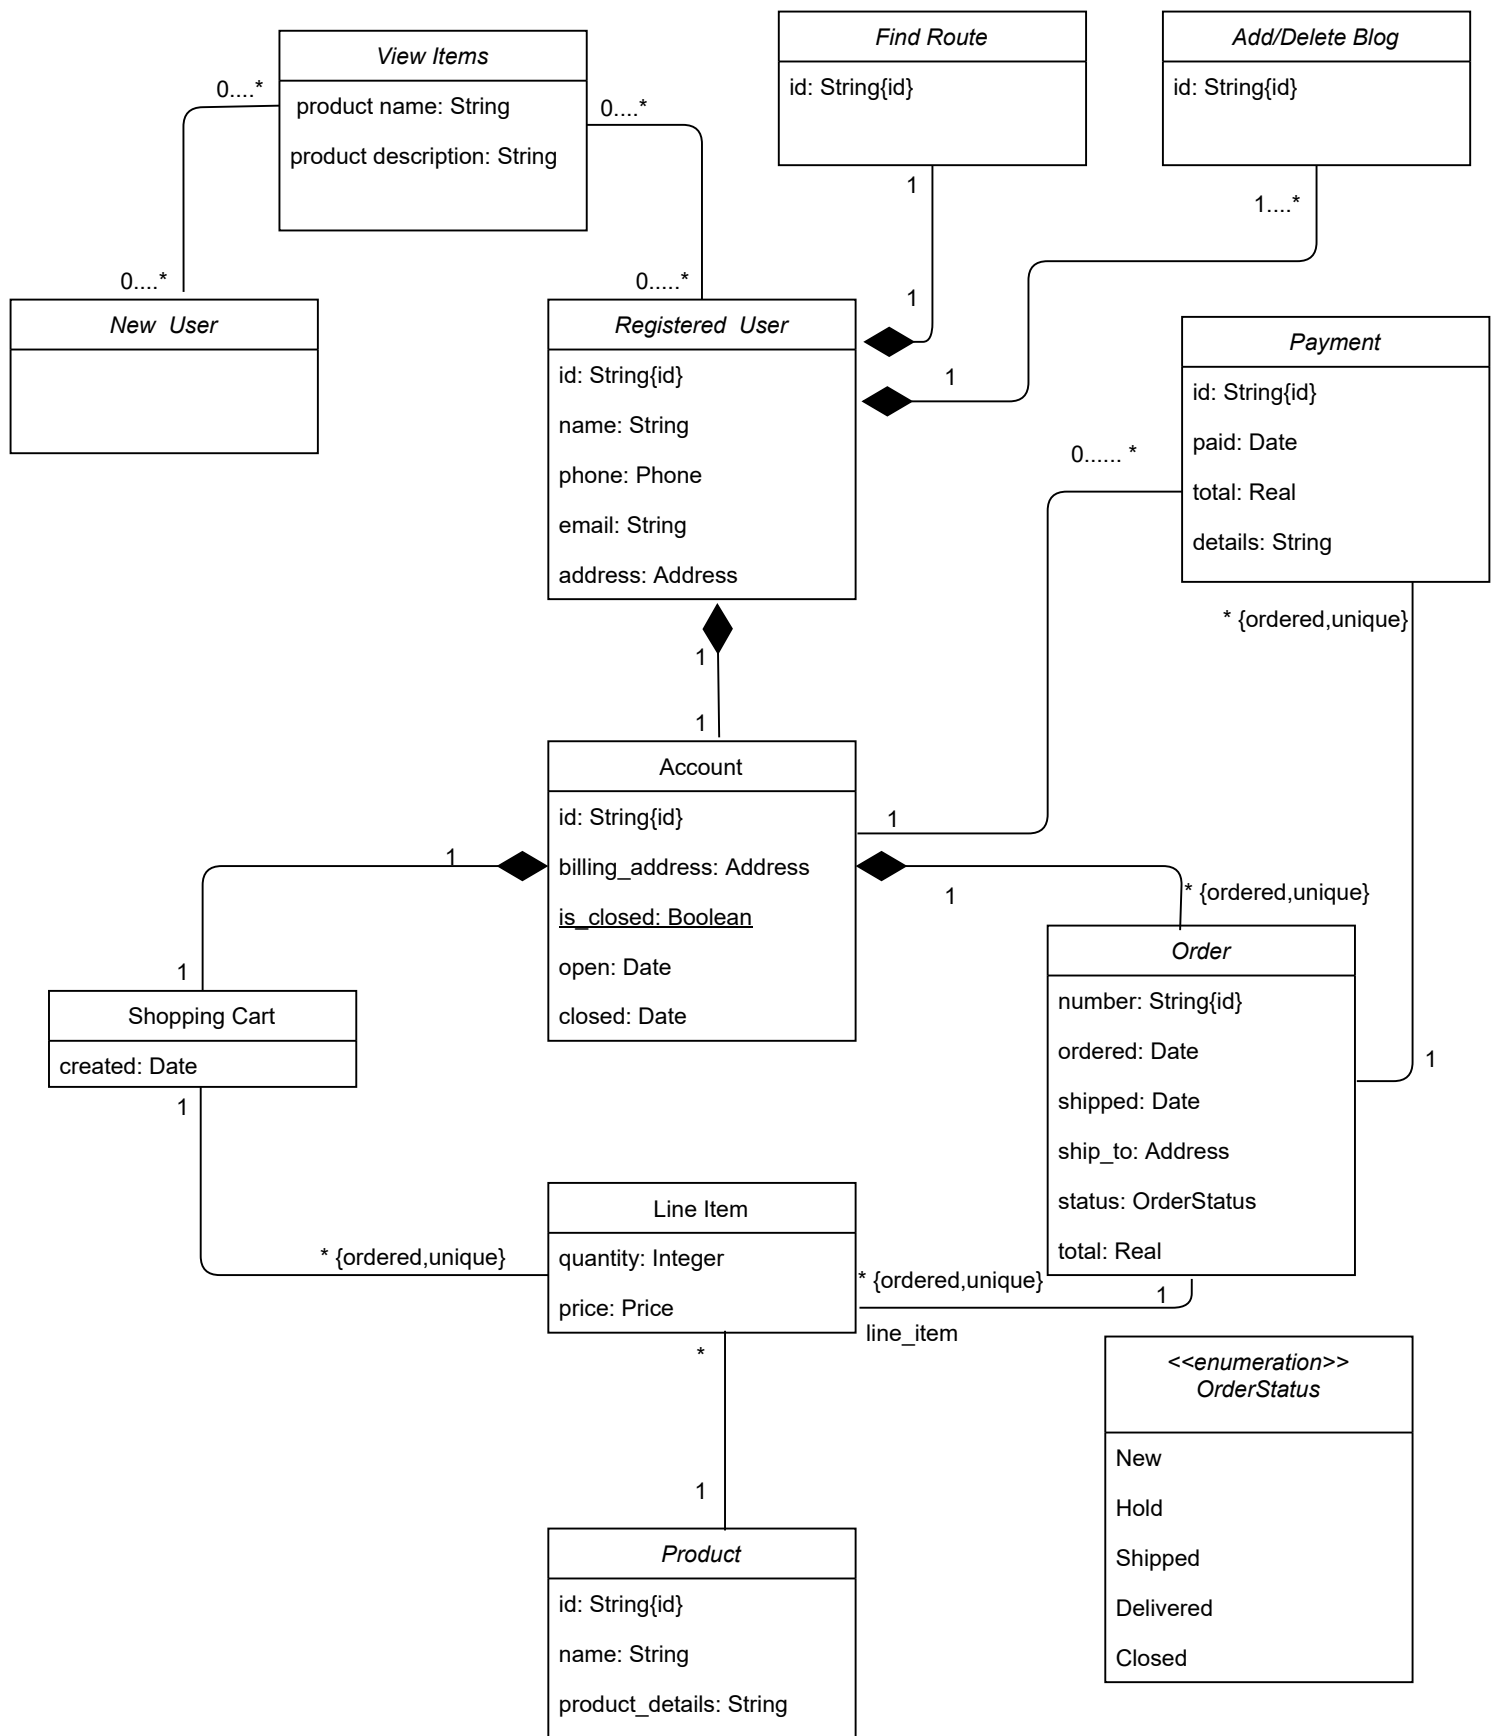 View Items
product name: String
product description: String
0....*
0....*
0....*
0.....*
New  User
Find Route
id: String{id}
1
1
Add/Delete Blog
id: String{id}
1....*
1
Registered  User
id: String{id}
name: String
phone: Phone
email: String
address: Address
Payment
id: String{id}
paid: Date
total: Real
details: String
0...... *
* {ordered,unique}
1
1
Account
id: String{id}
billing_address: Address
is_closed: Boolean
open: Date
closed: Date
1
1
1
1
* {ordered,unique}
Order
number: String{id}
ordered: Date
shipped: Date
ship_to: Address
status: OrderStatus
total: Real
1
Shopping Cart
created: Date
1
* {ordered,unique}
Line Item
quantity: Integer
price: Price
* {ordered,unique}
1
line_item
*
1
<<enumeration>>
OrderStatus
New
Hold
Shipped
Delivered
Closed
Product
id: String{id}
name: String
product_details: String